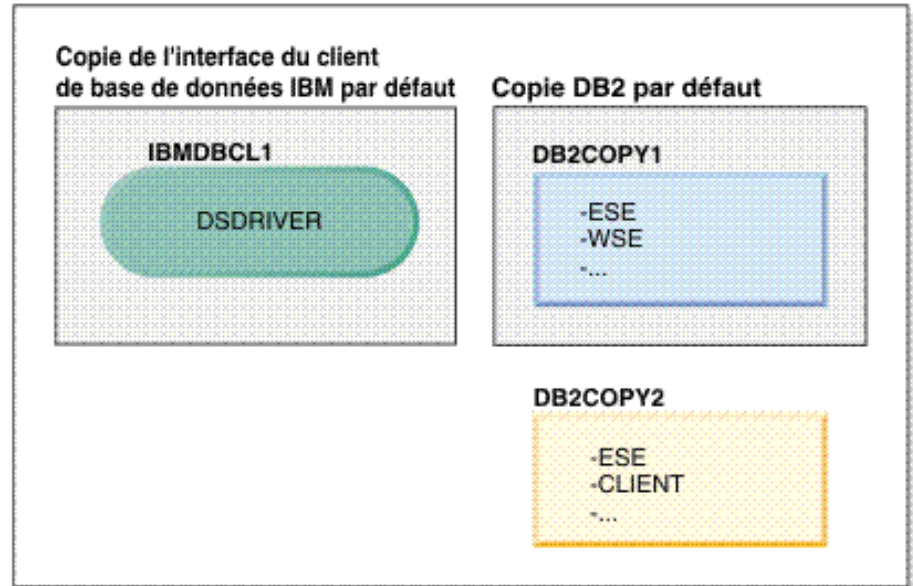 Copie de l'interface du client
de base de données IBM par défaut
IBMDBCL1
DSDRIVER
Copie DB2 par défaut
DB2COPY1
-ESE
-WSE
-...
DB2COPY2
-ESE
-CLIENT
-...